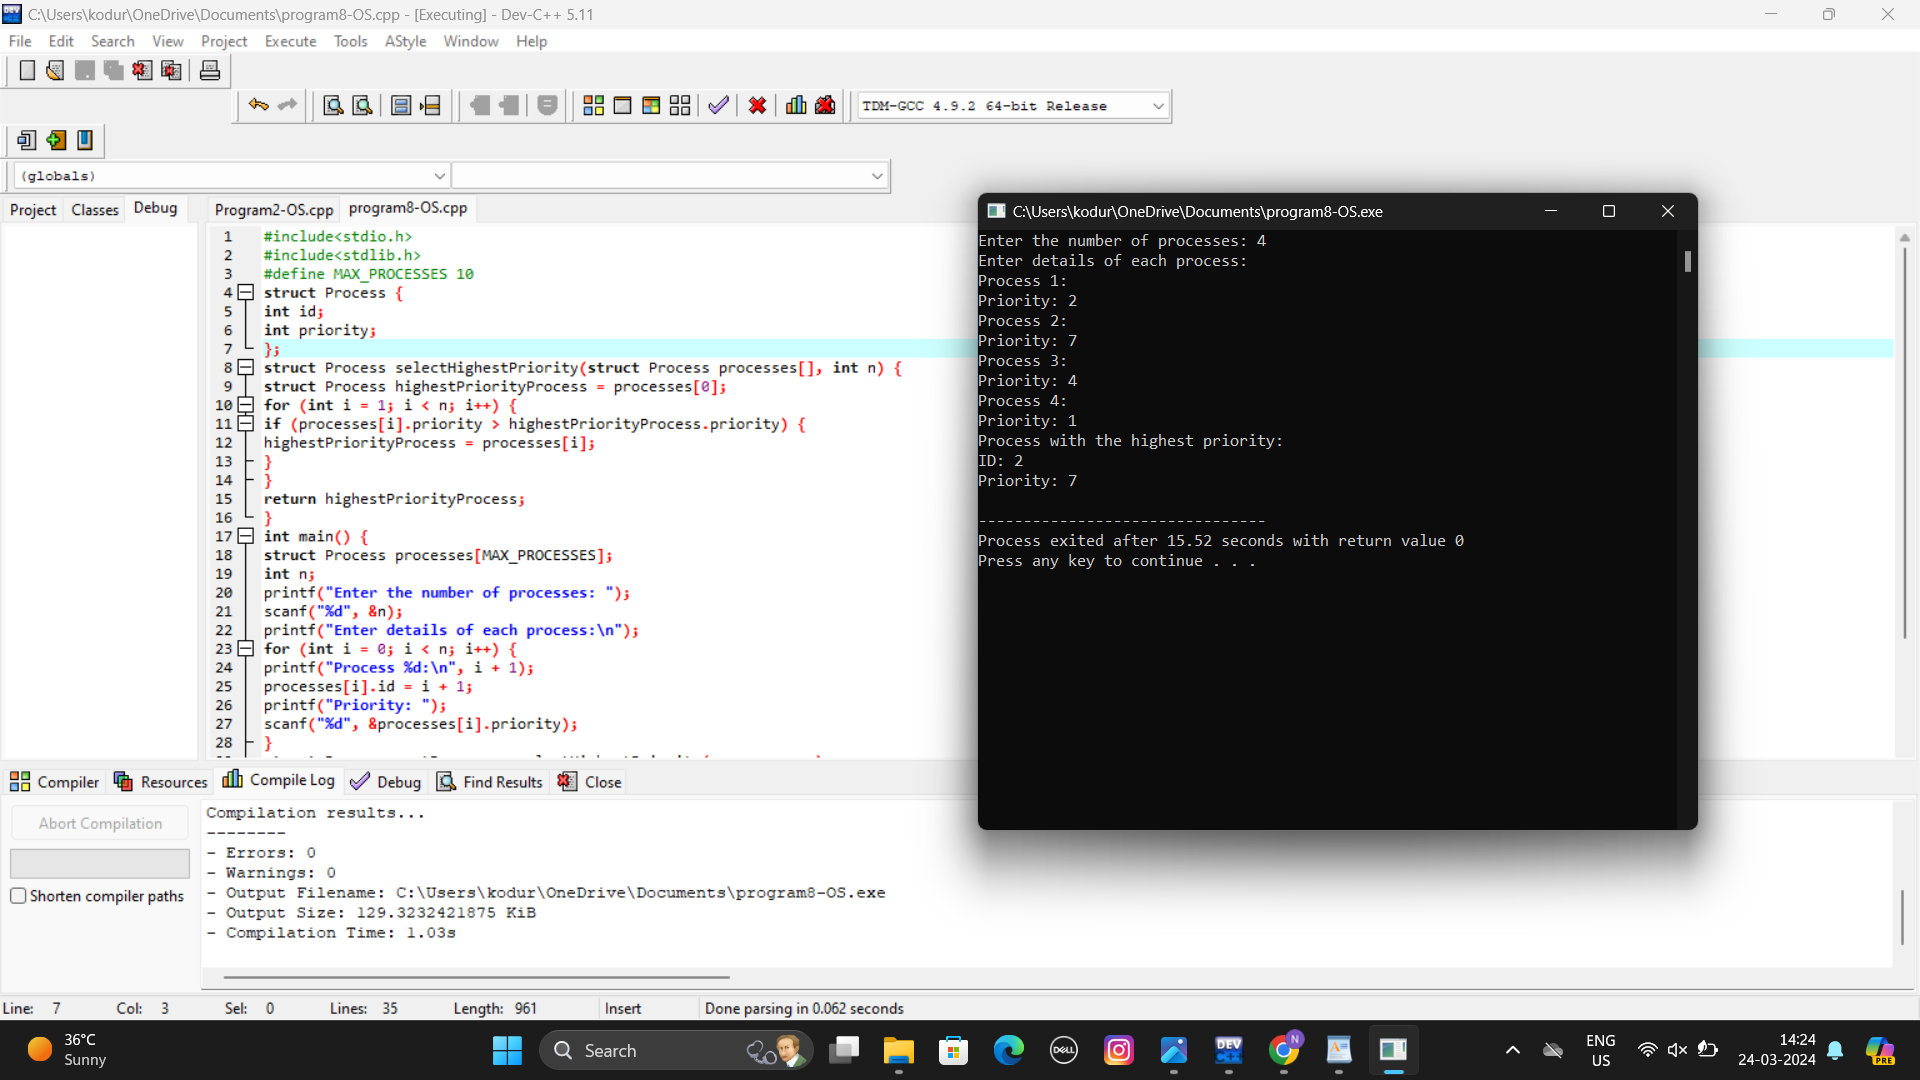 C:\Users\kodur\OneDrive\Documents\program8-OS.cpp - [Executing] - Dev-C++ 5.11
File Edit Search View Project Execute Tools AStyle Window Help
TDM-GCC 4.9.2 64-bit Release
(globals)
Project Classes Debug
Program2-OS.cpp program8-OS.cpp
1 #include<stdio.h>
2 #include<stdlib.h>
3 #define MAX_PROCESSES 10
4 struct Process {
5 int id;
6 int priority;
7 };
8 struct Process selectHighestPriority(struct Process processes[], int n) {
9 struct Process highestPriorityProcess = processes[0];
10 for (int i = 1; i < n; i++) {
11 if (processes[i].priority > highestPriorityProcess.priority) {
12 highestPriorityProcess = processes[i];
13 }
14 }
15 return highestPriorityProcess;
16 }
17 int main() {
18 struct Process processes[MAX_PROCESSES];
19 int n;
20 printf("Enter the number of processes: ");
21 scanf("%d", &n);
22 printf("Enter details of each process:\n");
23 for (int i = 0; i < n; i++) {
24 printf("Process %d:\n", i + 1);
25 processes[i].id = i + 1;
26 printf("Priority: ");
27 scanf("%d", &processes[i].priority);
28 }
C:\Users\kodur\OneDrive\Documents\program8-OS.exe
Enter the number of processes: 4
Enter details of each process:
Process 1:
Priority: 2
Process 2:
Priority: 7
Process 3:
Priority: 4
Process 4:
Priority: 1
Process with the highest priority:
ID: 2
Priority: 7
--------------------------------
Process exited after 15.52 seconds with return value 0
Press any key to continue . . .
Compiler Resources Compile Log Debug Find Results Close
Abort Compilation
Shorten compiler paths
Compilation results...
--------
- Errors: 0
- Warnings: 0
- Output Filename: C:\Users\kodur\OneDrive\Documents\program8-OS.exe
- Output Size: 129.3232421875 KiB
- Compilation Time: 1.03s
Line: 7 Col: 3 Sel: 0 Lines: 35 Length: 961 Insert Done parsing in 0.062 seconds
36°C
Sunny
Search
DELL
DEV
C++
N
ENG
US
14:24
24-03-2024
PRE